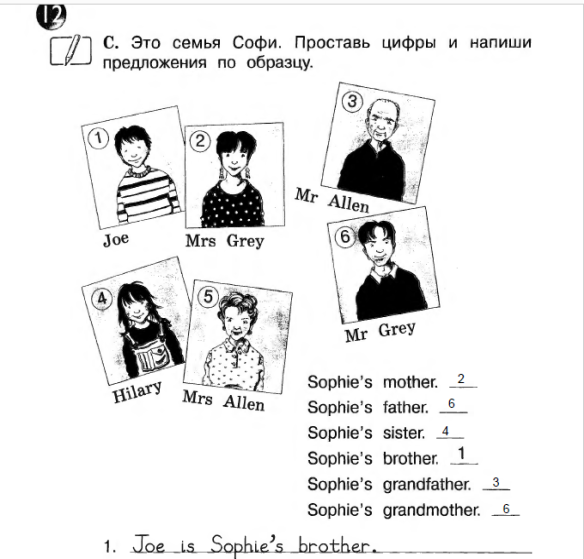 12
C. Это семья Софи. Проставь цифры и напиши
предложения по образцу.
1
Joe
2
Mrs Grey
3
Mr Allen
4
Hilary
5
Mrs Allen
6
Mr Grey
Sophie's mother. 2
Sophie's father. 6
Sophie's sister. 4
Sophie's brother. 1
Sophie's grandfather. 3
Sophie's grandmother. 6
1. Joe is Sophie's brother.